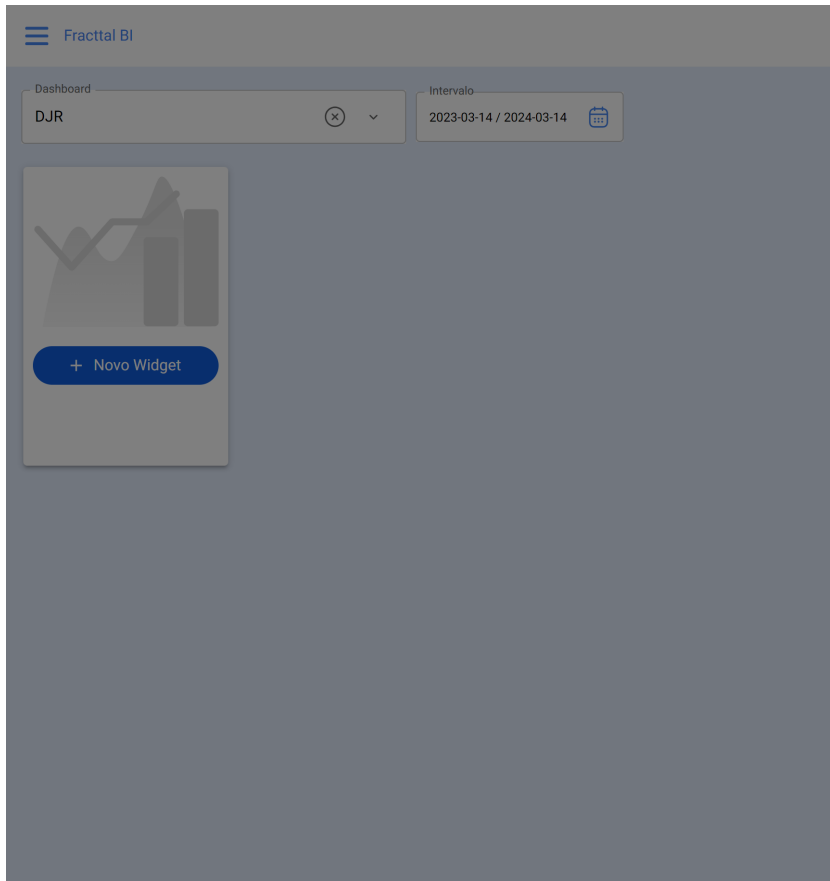 Fracttal BI
Dashboard
DJR
Intervalo
2023-03-14 / 2024-03-14
+ Novo Widget